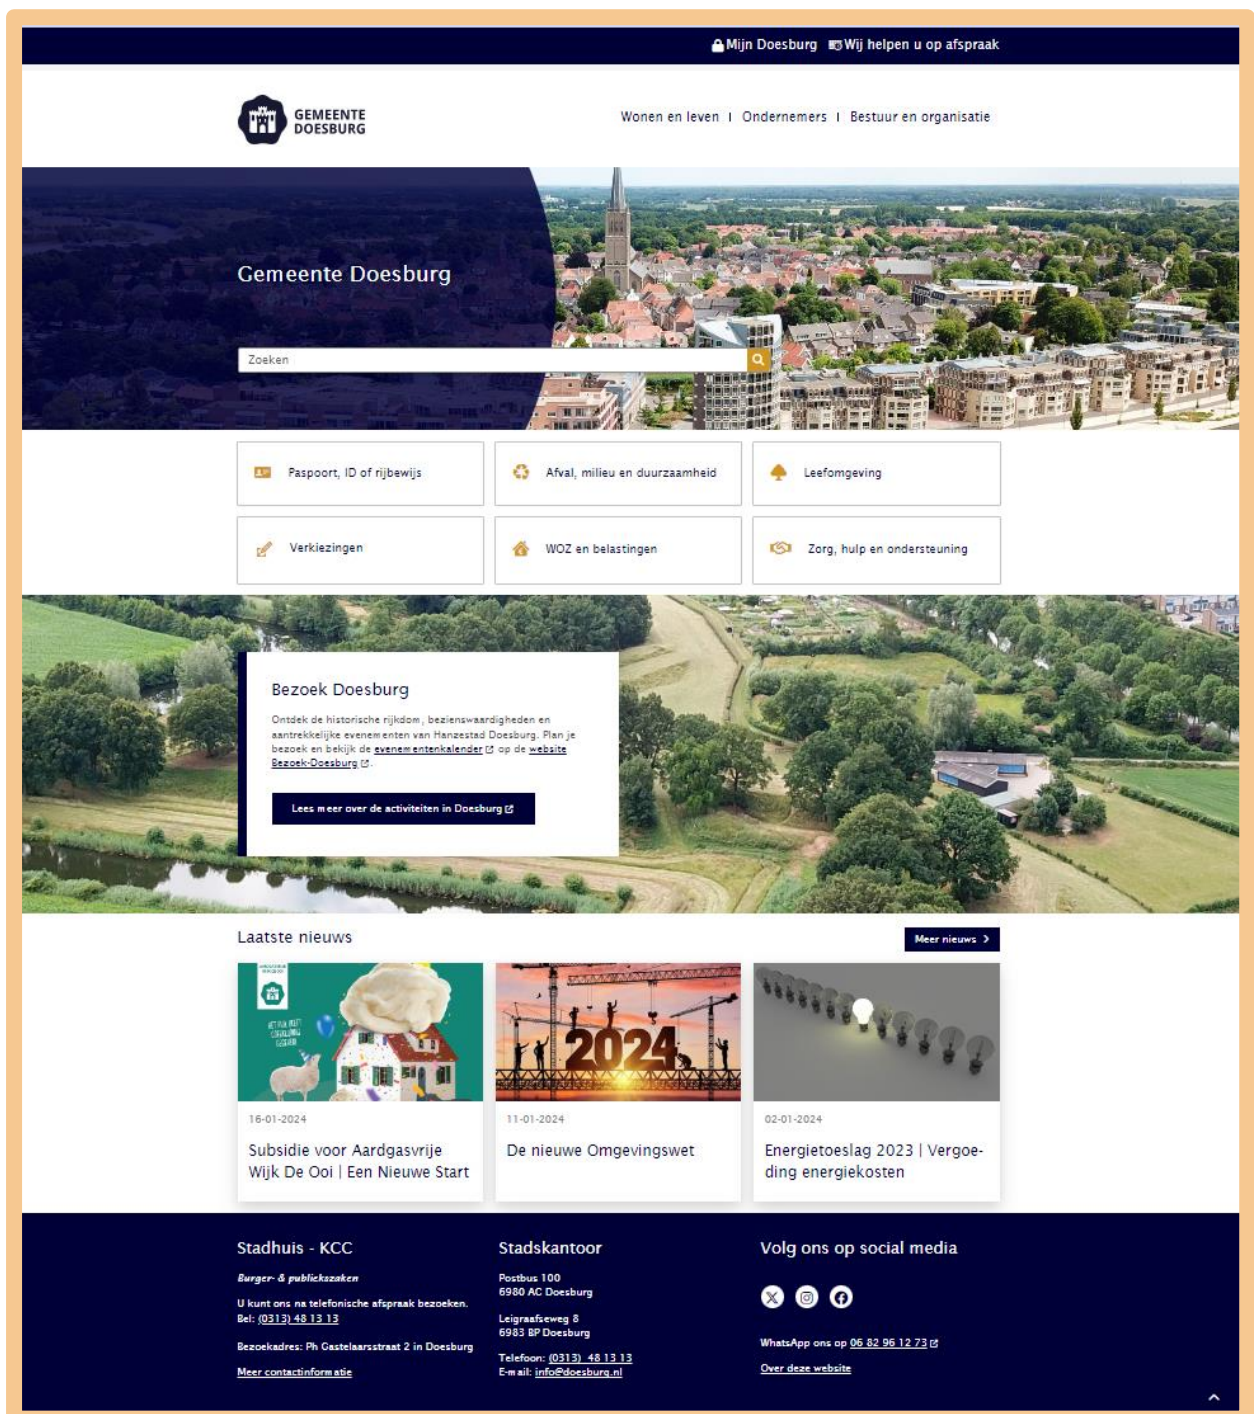 Mijn Doesburg Wij helpen u op afspraak
GEMEENTE
DOESBURG
Wonen en leven | Ondernemers | Bestuur en organisatie
Gemeente Doesburg
Zoeken
Paspoort, ID of rijbewijs
Afval, milieu en duurzaamheid
Leefomgeving
Verkiezingen
WOZ en belastingen
Zorg, hulp en ondersteuning
Bezoek Doesburg
Ontdek de historische rijkdom, bezienswaardigheden en
aantrekkelijke evenementen van Hanzestad Doesburg. Plan je
bezoek en bekijk de evenementenkalender op de website
Bezoek-Doesburg.
Lees meer over de activiteiten in Doesburg
Laatste nieuws
Meer nieuws
16-01-2024
Subsidie voor Aardgasvrije
Wijk De Ooi | Een Nieuwe Start
2024
11-01-2024
De nieuwe Omgevingswet
02-01-2024
Energietoeslag 2023 | Vergoe-
ding energiekosten
Stadhuis - KCC
Burger- & publiekszaken
U kunt ons na telefonische afspraak bezoeken.
Bel: (0313) 48 13 13
Bezoekadres: Ph Gastelaarsstraat 2 in Doesburg
Meer contactinformatie
Stadskantoor
Postbus 100
6980 AC Doesburg
Leigraafseweg 8
6983 BP Doesburg
Telefoon: (0313) 48 13 13
E-mail: info@doesburg.nl
Volg ons op social media
WhatsApp ons op 06 82 96 12 73
Over deze website